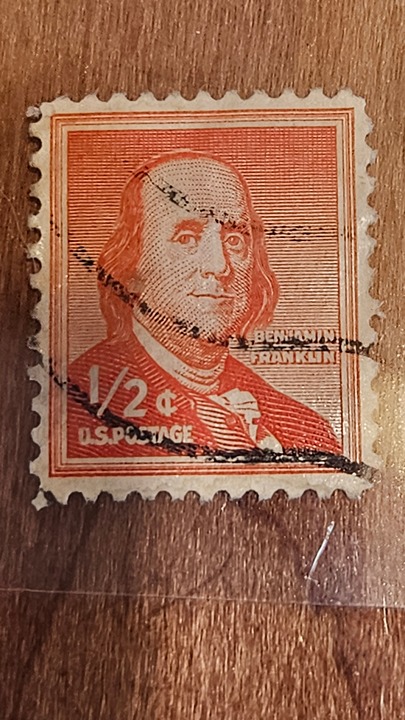 BENJAMIN
FRANKLIN
1/2 ¢
U.S.POSTAGE